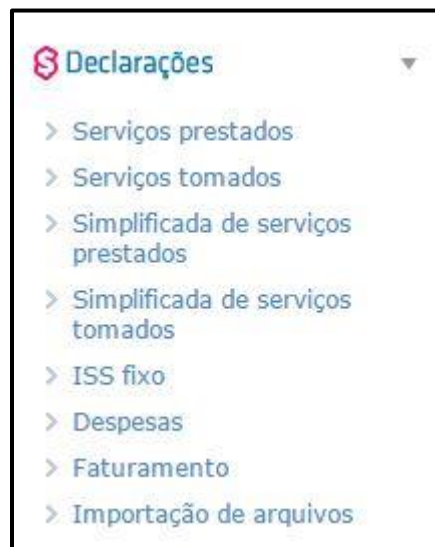 Declarações
Serviços prestados
Serviços tomados
Simplificada de serviços
prestados
Simplificada de serviços
tomados
ISS fixo
Despesas
Faturamento
Importação de arquivos